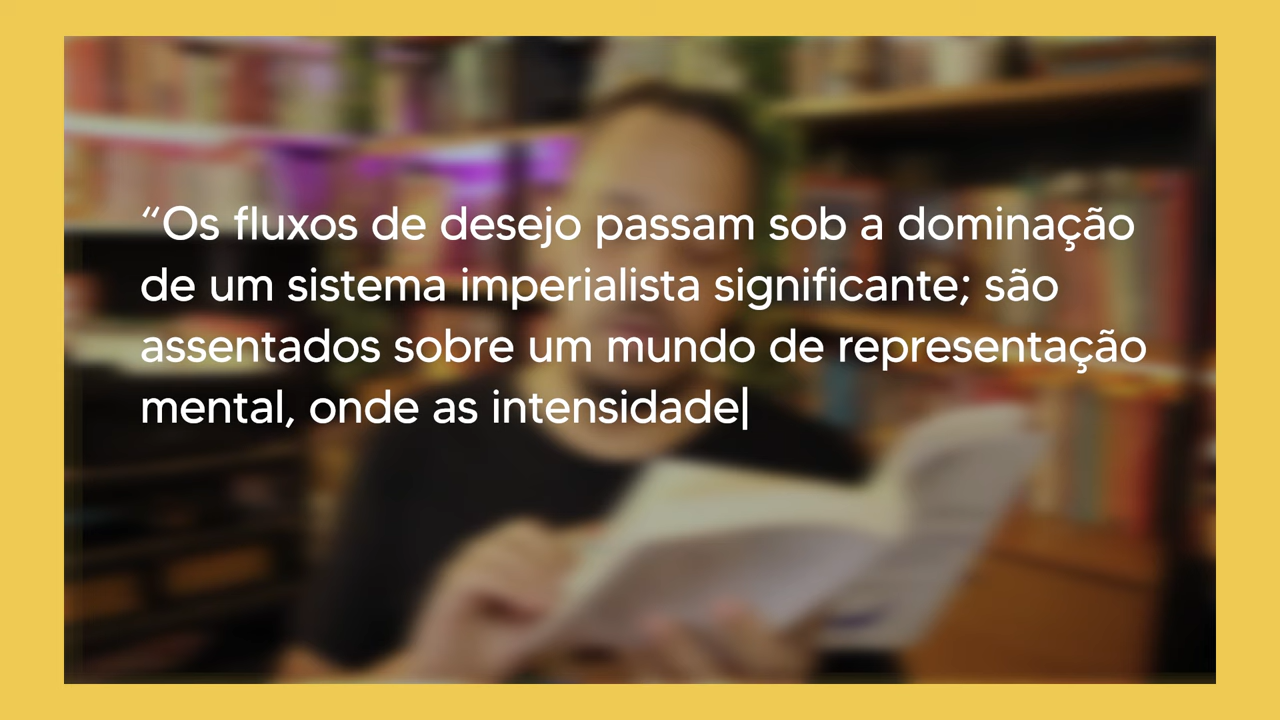 “Os fluxos de desejo passam sob a dominação
de um sistema imperialista significante; são
assentados sobre um mundo de representação
mental, onde as intensidade|